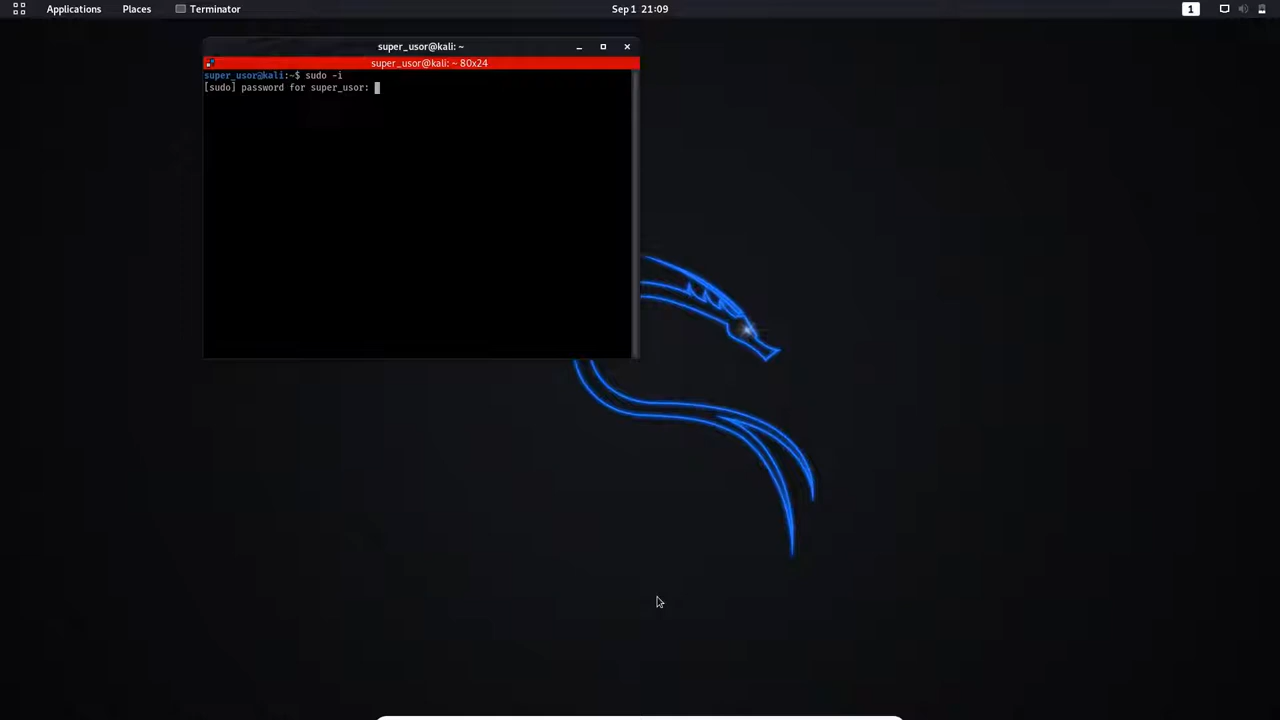 Applications Places Terminator Sep 1 21:09 1
super_usor@kali: ~
super_usor@kali: ~ 80x24
super_usor@kali:~$ sudo -i
[sudo] password for super_usor: